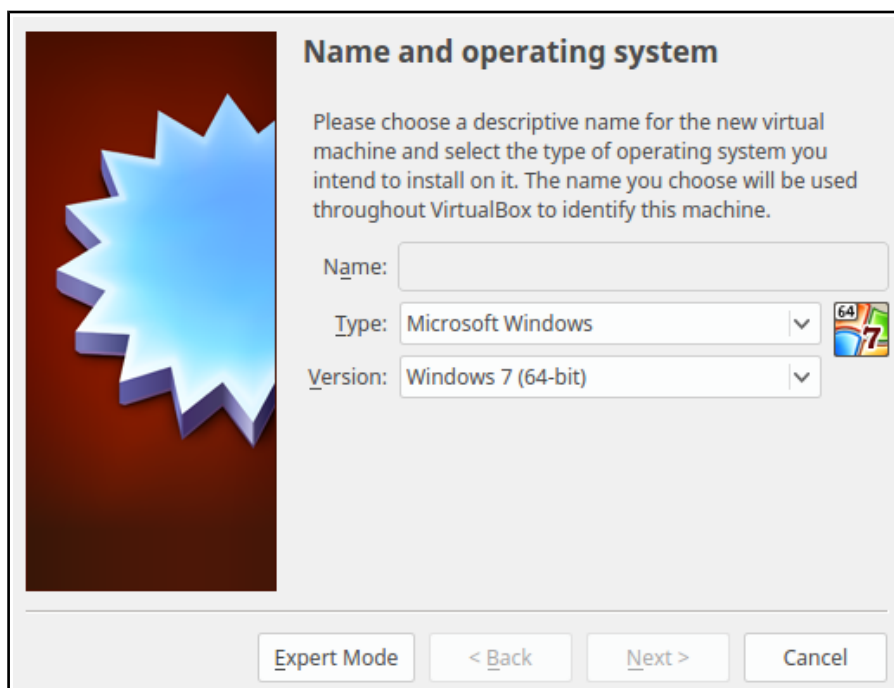 Name and operating system
Please choose a descriptive name for the new virtual
machine and select the type of operating system you
intend to install on it. The name you choose will be used
throughout VirtualBox to identify this machine.
Name:
Type: Microsoft Windows
64
7
Version: Windows 7 (64-bit)
Expert Mode < Back Next > Cancel